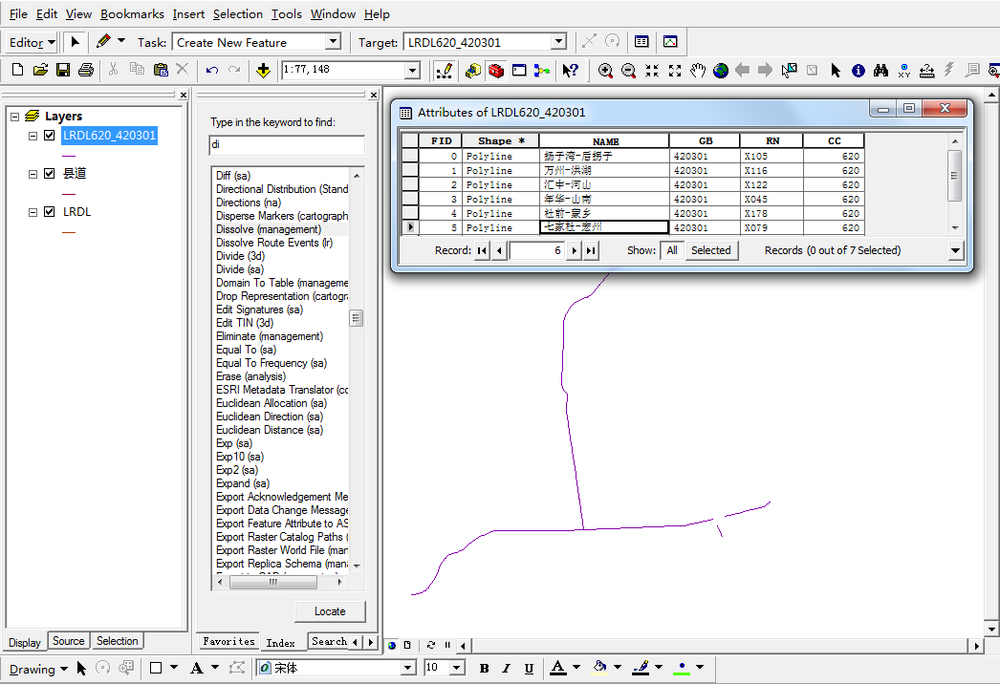 File Edit View Bookmarks Insert Selection Tools Window Help
Editor Task: Create New Feature Target: LRDL620_420301
1:77,148
Layers
LRDL620_420301
县道
LRDL
Type in the keyword to find:
di
Diff (sa)
Directional Distribution (Stand
Directions (na)
Disperse Markers (cartograph
Dissolve (management)
Dissolve Route Events (lr)
Divide (3d)
Divide (sa)
Domain To Table (manageme
Drop Representation (cartogra
Edit Signatures (sa)
Edit TIN (3d)
Eliminate (management)
Equal To (sa)
Equal To Frequency (sa)
Erase (analysis)
ESRI Metadata Translator (cc
Euclidean Allocation (sa)
Euclidean Direction (sa)
Euclidean Distance (sa)
Exp (sa)
Exp10 (sa)
Exp2 (sa)
Expand (sa)
Export Acknowledgement Me
Export Data Change Message
Export Feature Attribute to AS
Export Raster Catalog Paths (
Export Raster World File (man
Export Replica Schema (mana
Locate
Favorites Index Search
Attributes of LRDL620_420301
FID Shape * NAME GB RN CC
0 Polyline 扬子湾-后拐子 420301 X105 620
1 Polyline 万州-洪湖 420301 X116 620
2 Polyline 汇中-河山 420301 X122 620
3 Polyline 年华-山南 420301 X045 620
4 Polyline 社前-蒙乡 420301 X178 620
5 Polyline 七家杜-宏州 420301 X079 620
Record: 6 Show: All Selected Records (0 out of 7 Selected)
Display Source Selection
Drawing A 宋体 10 B I U A